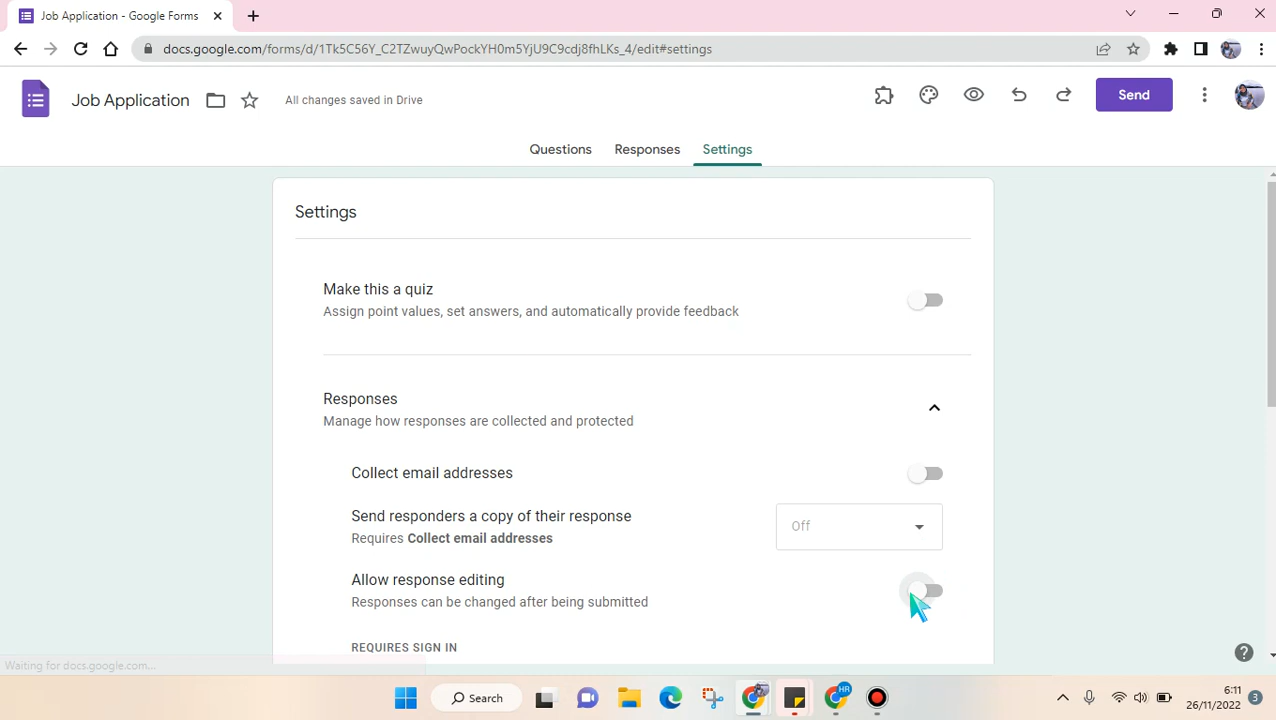 Job Application - Google Forms
docs.google.com/forms/d/1Tk5C56Y_C2TZwuyQwPockYH0m5YjU9C9cdj8fhLKs_4/edit#settings
Job Application
All changes saved in Drive
Send
Questions Responses Settings
Settings
Make this a quiz
Assign point values, set answers, and automatically provide feedback
Responses
Manage how responses are collected and protected
Collect email addresses
Send responders a copy of their response
Off
Requires Collect email addresses
Allow response editing
Responses can be changed after being submitted
REQUIRES SIGN IN
Waiting for docs.google.com...
Search
HR
6:11
26/11/2022
3